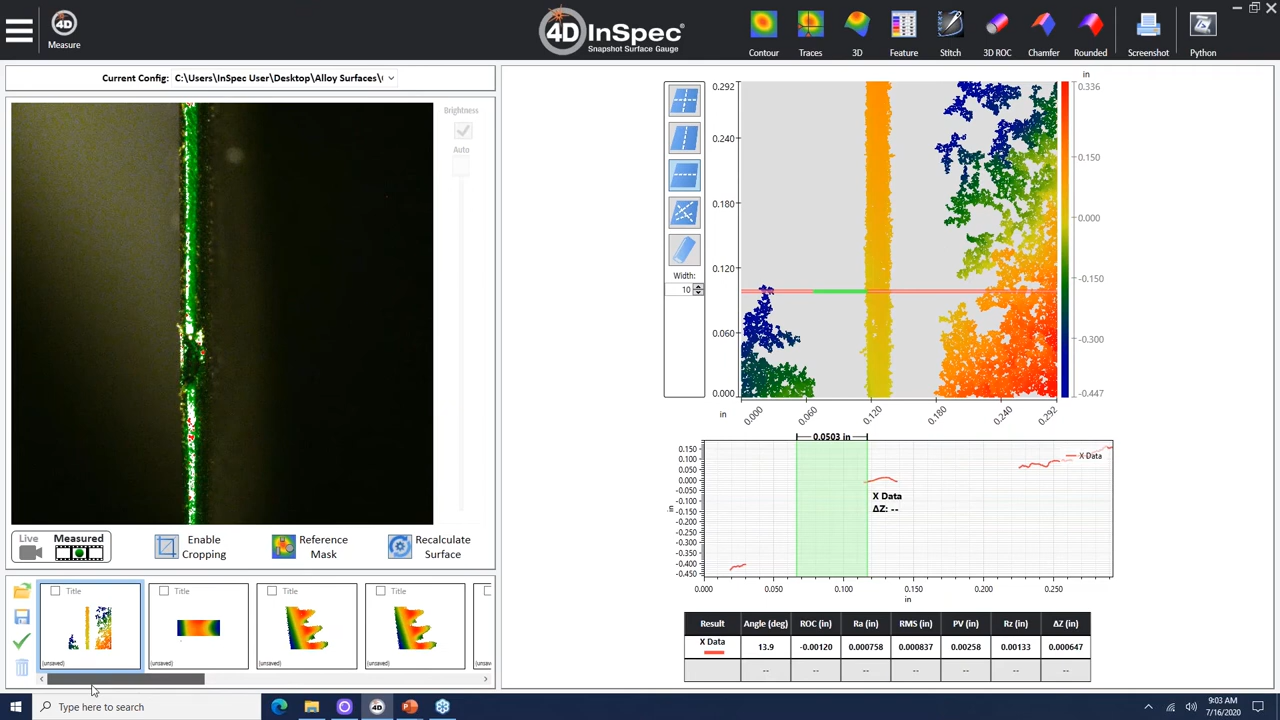 Measure
4D InSpec®
Snapshot Surface Gauge
Contour
Traces
3D
Feature
Stitch
3D ROC
Chamfer
Rounded
Screenshot
Python
Current Config: C:\Users\InSpec User\Desktop\Alloy Surfaces\
Brightness
Auto
Live
Measured
Enable
Cropping
Reference
Mask
Recalculate
Surface
Title
(unsaved)
Title
(unsaved)
Title
(unsaved)
Title
(unsaved)
(unsaved)
Width:
10
0.292
0.240
0.180
0.120
0.060
0.000
in
0.000
0.060
0.120
0.180
0.240
0.292
in
0.336
0.150
0.000
-0.150
-0.300
-0.447
0.0503 in
0.150
0.100
0.050
0.000
-0.050
-0.100
-0.150
-0.200
-0.250
-0.300
-0.350
-0.400
-0.450
in
X Data
X Data
ΔZ: --
0.000
0.050
0.100
0.150
0.200
0.250
in
Result Angle (deg) ROC (in) Ra (in) RMS (in) PV (in) Rz (in) ΔZ (in)
X Data 13.9 -0.00120 0.000758 0.000837 0.00258 0.00133 0.000647
-- -- -- -- -- -- --
Type here to search
9:03 AM
7/16/2020